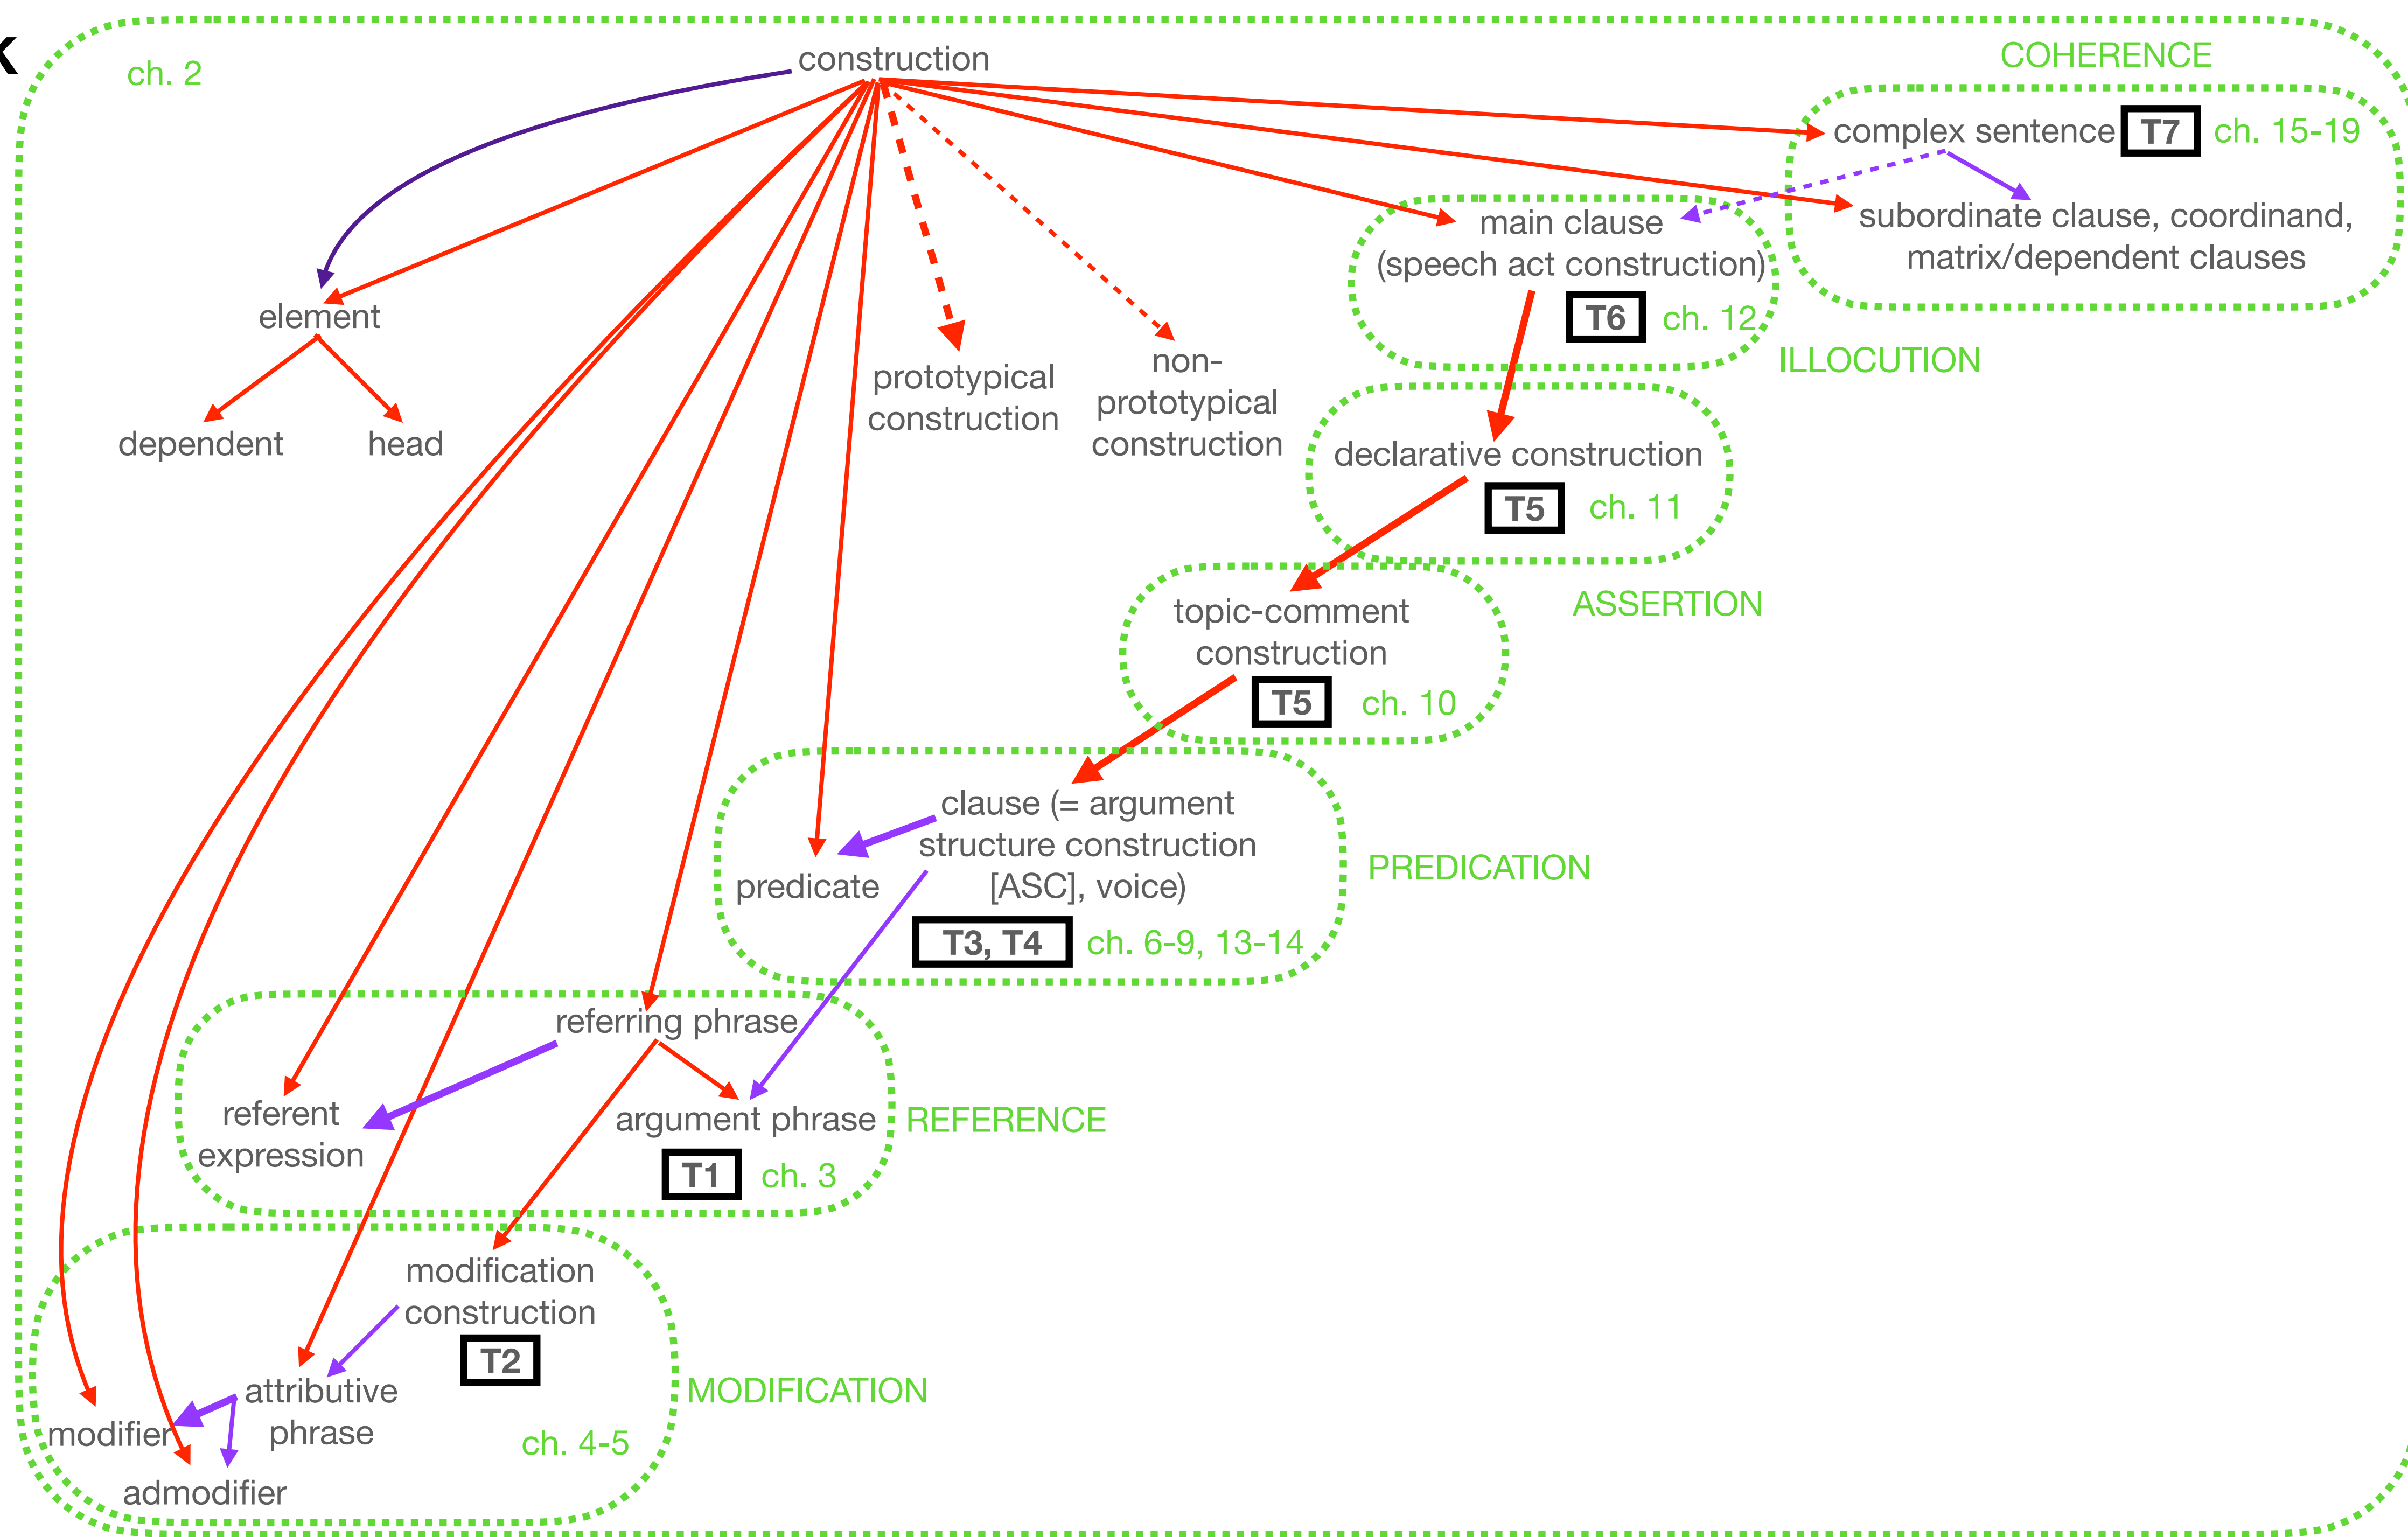 K
ch. 2
construction
COHERENCE
complex sentence T7 ch. 15-19
subordinate clause, coordinand,
matrix/dependent clauses
main clause
(speech act construction)
T6 ch. 12
ILLOCUTION
element
dependent head
prototypical
construction
non-
prototypical
construction
declarative construction
T5 ch. 11
ASSERTION
topic-comment
construction
T5 ch. 10
clause (= argument
structure construction
[ASC], voice)
predicate
T3, T4 ch. 6-9, 13-14
PREDICATION
referring phrase
referent
expression
argument phrase
T1 ch. 3
REFERENCE
modification
construction
T2
attributive
phrase
modifier
admodifier
ch. 4-5
MODIFICATION